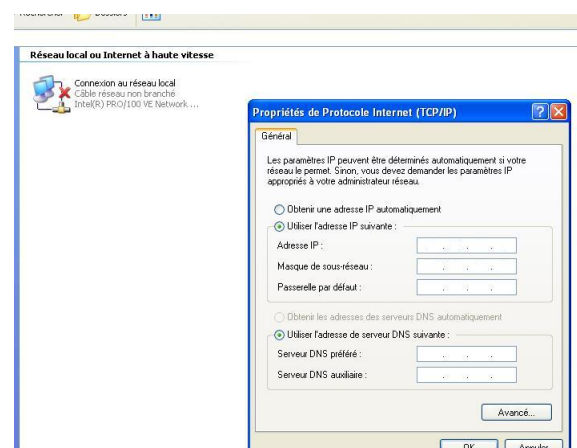 Rechercher Dossiers
Réseau local ou Internet à haute vitesse
Connexion au réseau local
Câble réseau non branché
Intel(R) PRO/100 VE Network ...
Propriétés de Protocole Internet (TCP/IP)
Général
Les paramètres IP peuvent être déterminés automatiquement si votre
réseau le permet. Sinon, vous devez demander les paramètres IP
appropriés à votre administrateur réseau.
Obtenir une adresse IP automatiquement
Utiliser l'adresse IP suivante :
Adresse IP :
Masque de sous-réseau :
Passerelle par défaut :
Obtenir les adresses des serveurs DNS automatiquement
Utiliser l'adresse de serveur DNS suivante :
Serveur DNS préféré :
Serveur DNS auxiliaire :
Avancé...
OK Annuler